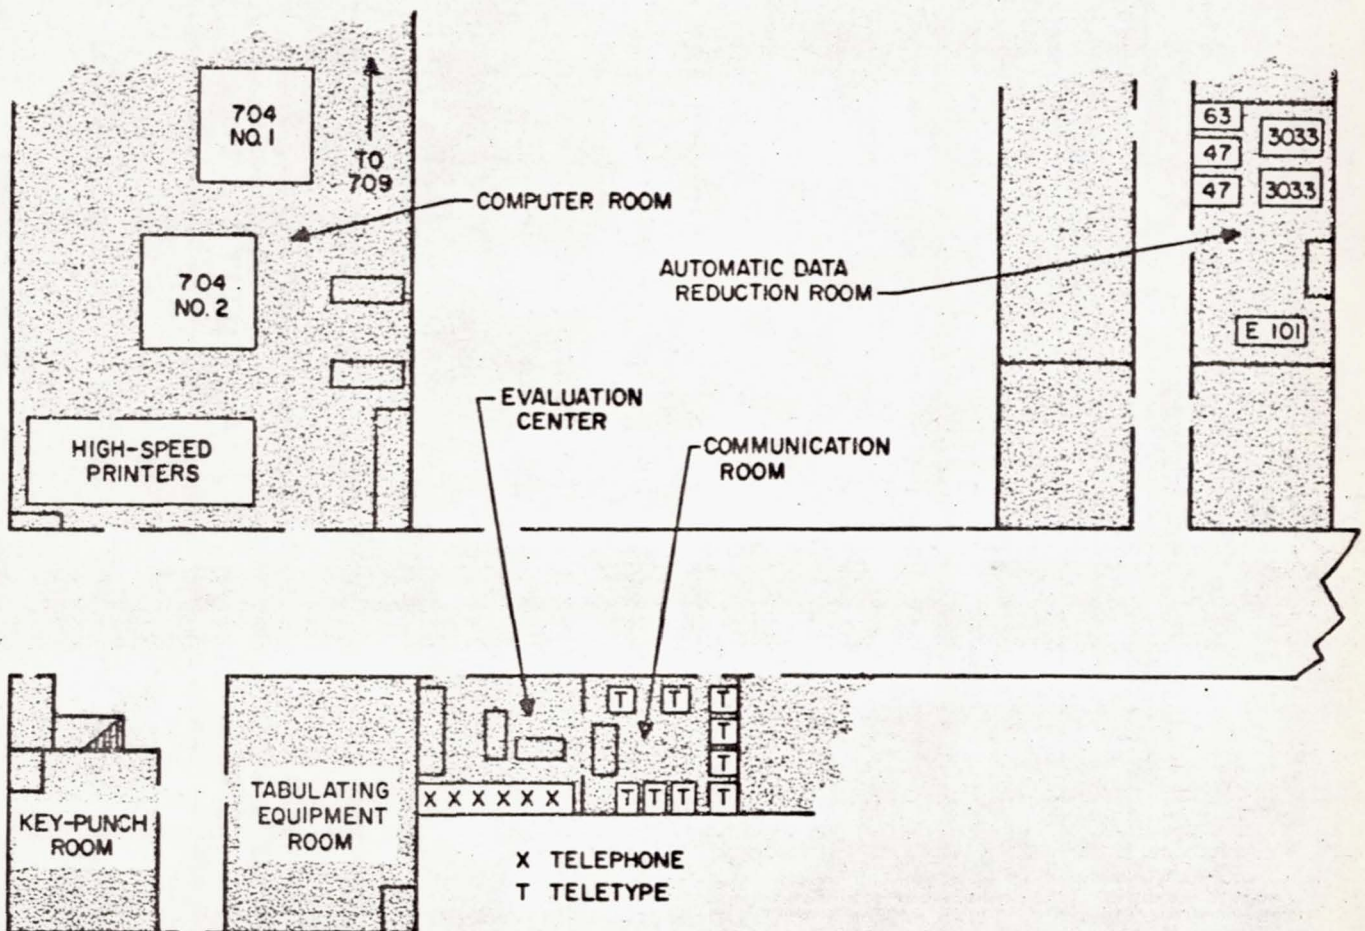 704
NO. 1
TO
709
COMPUTER ROOM
704
NO. 2
HIGH-SPEED
PRINTERS
63
47
47
3033
3033
AUTOMATIC DATA
REDUCTION ROOM
E 101
EVALUATION
CENTER
COMMUNICATION
ROOM
KEY-PUNCH
ROOM
TABULATING
EQUIPMENT
ROOM
X X X X X X
T T T
T
T
T T T T
X TELEPHONE
T TELETYPE